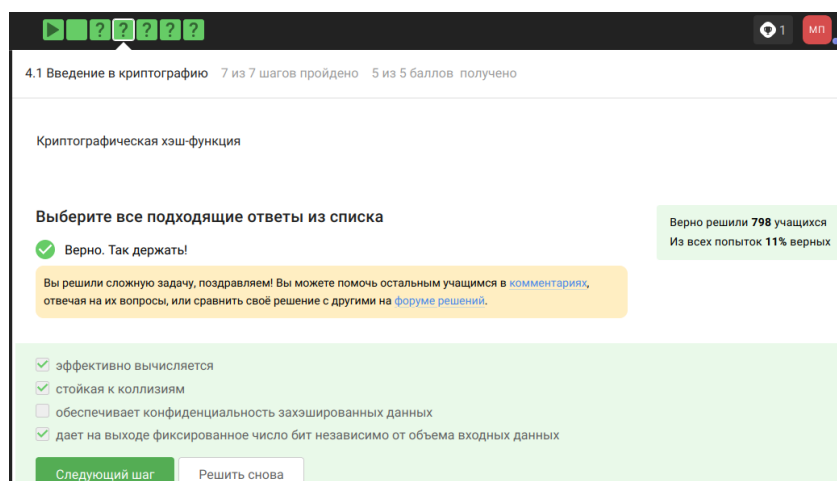 ? ? ? ? ?
1 МП
4.1 Введение в криптографию 7 из 7 шагов пройдено 5 из 5 баллов получено
Криптографическая хэш-функция
Выберите все подходящие ответы из списка
Верно. Так держать!
Вы решили сложную задачу, поздравляем! Вы можете помочь остальным учащимся в комментариях,
отвечая на их вопросы, или сравнить своё решение с другими на форуме решений.
Верно решили 798 учащихся
Из всех попыток 11% верных
эффективно вычисляется
стойкая к коллизиям
обеспечивает конфиденциальность захэшированных данных
дает на выходе фиксированное число бит независимо от объема входных данных
Следующий шаг Решить снова